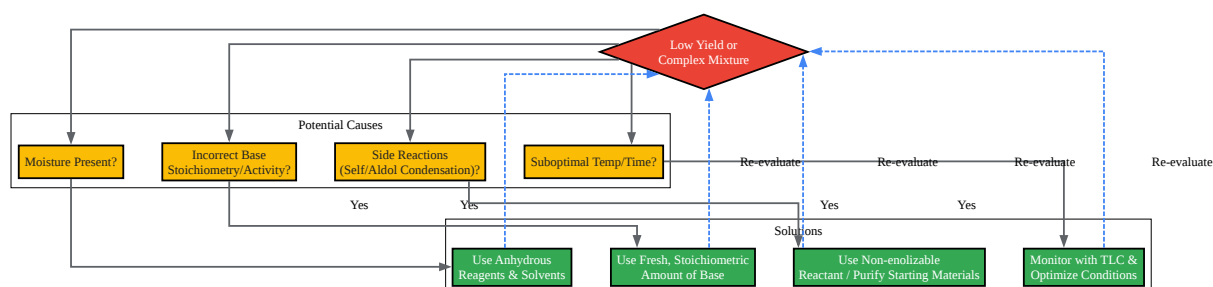 Low Yield or
Complex Mixture
Potential Causes
Moisture Present?
Incorrect Base
Stoichiometry/Activity?
Side Reactions
(Self/Aldol Condensation)?
Suboptimal Temp/Time?
Re-evaluate
Re-evaluate
Re-evaluate
Re-evaluate
Yes
Yes
Yes
Yes
Solutions
Use Anhydrous
Reagents & Solvents
Use Fresh, Stoichiometric
Amount of Base
Use Non-enolizable
Reactant / Purify Starting Materials
Monitor with TLC &
Optimize Conditions